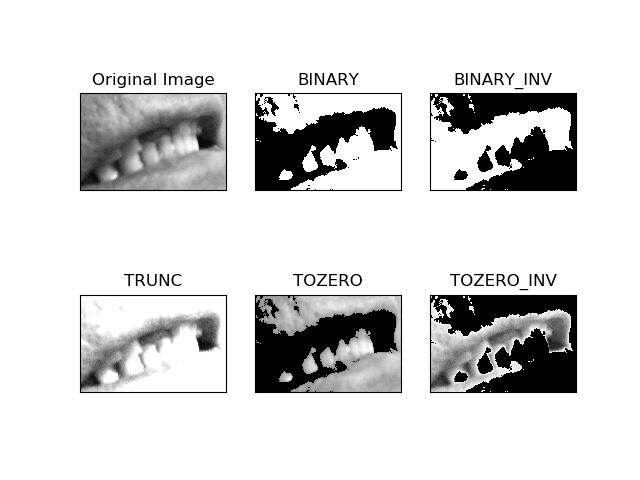 Original Image
BINARY
BINARY_INV
TRUNC
TOZERO
TOZERO_INV